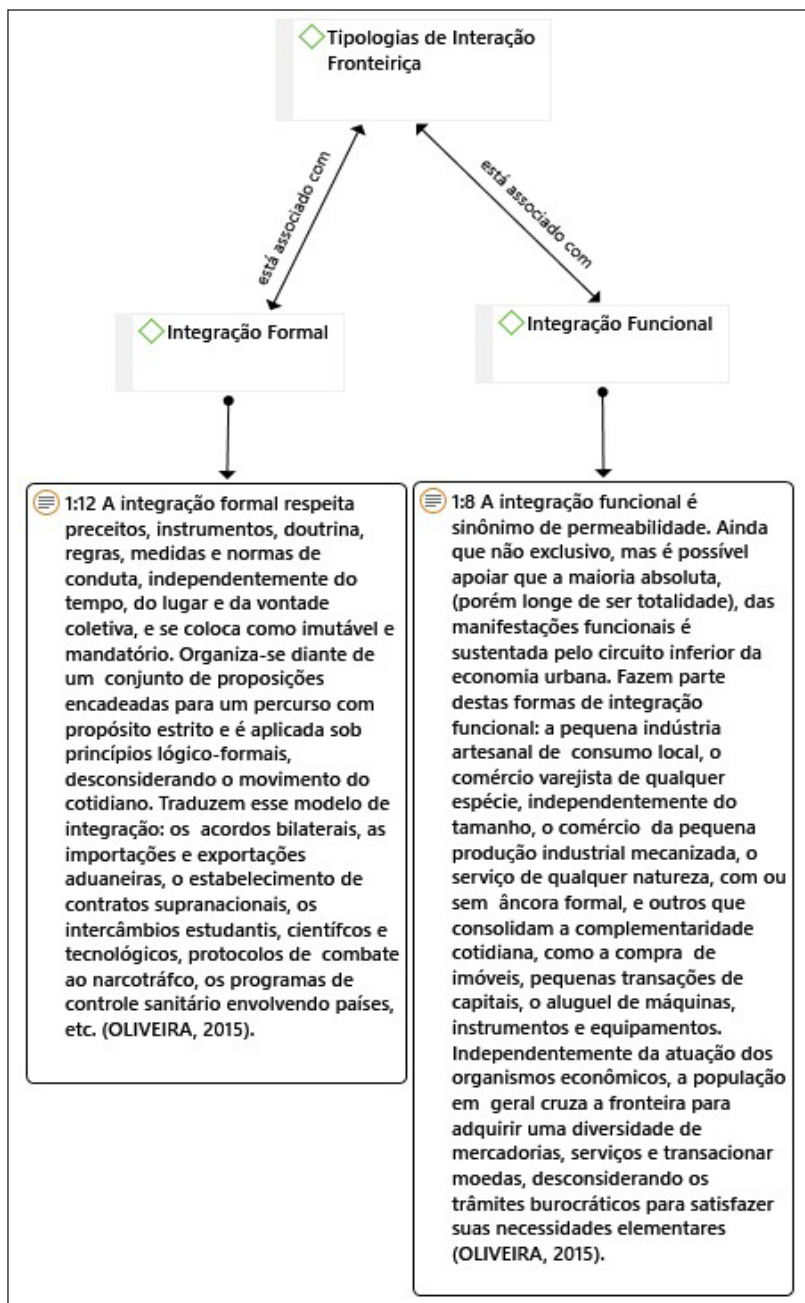 Tipologias de Interação
Fronteiriça
está associado com
está associado com
Integração Formal
Integração Funcional
1:12 A integração formal respeita
preceitos, instrumentos, doutrina,
regras, medidas e normas de
conduta, independentemente do
tempo, do lugar e da vontade
coletiva, e se coloca como imutável e
mandatório. Organiza-se diante de
um conjunto de proposições
encadeadas para um percurso com
propósito estrito e é aplicada sob
princípios lógico-formais,
desconsiderando o movimento do
cotidiano. Traduzem esse modelo de
integração: os acordos bilaterais, as
importações e exportações
aduaneiras, o estabelecimento de
contratos supranacionais, os
intercâmbios estudantis, científcos e
tecnológicos, protocolos de combate
ao narcotráfco, os programas de
controle sanitário envolvendo países,
etc. (OLIVEIRA, 2015).
1:8 A integração funcional é
sinônimo de permeabilidade. Ainda
que não exclusivo, mas é possível
apoiar que a maioria absoluta,
(porém longe de ser totalidade), das
manifestações funcionais é
sustentada pelo circuito inferior da
economia urbana. Fazem parte
destas formas de integração
funcional: a pequena indústria
artesanal de consumo local, o
comércio varejista de qualquer
espécie, independentemente do
tamanho, o comércio da pequena
produção industrial mecanizada, o
serviço de qualquer natureza, com ou
sem âncora formal, e outros que
consolidam a complementaridade
cotidiana, como a compra de
imóveis, pequenas transações de
capitais, o aluguel de máquinas,
instrumentos e equipamentos.
Independentemente da atuação dos
organismos econômicos, a população
em geral cruza a fronteira para
adquirir uma diversidade de
mercadorias, serviços e transacionar
moedas, desconsiderando os
trâmites burocráticos para satisfazer
suas necessidades elementares
(OLIVEIRA, 2015).